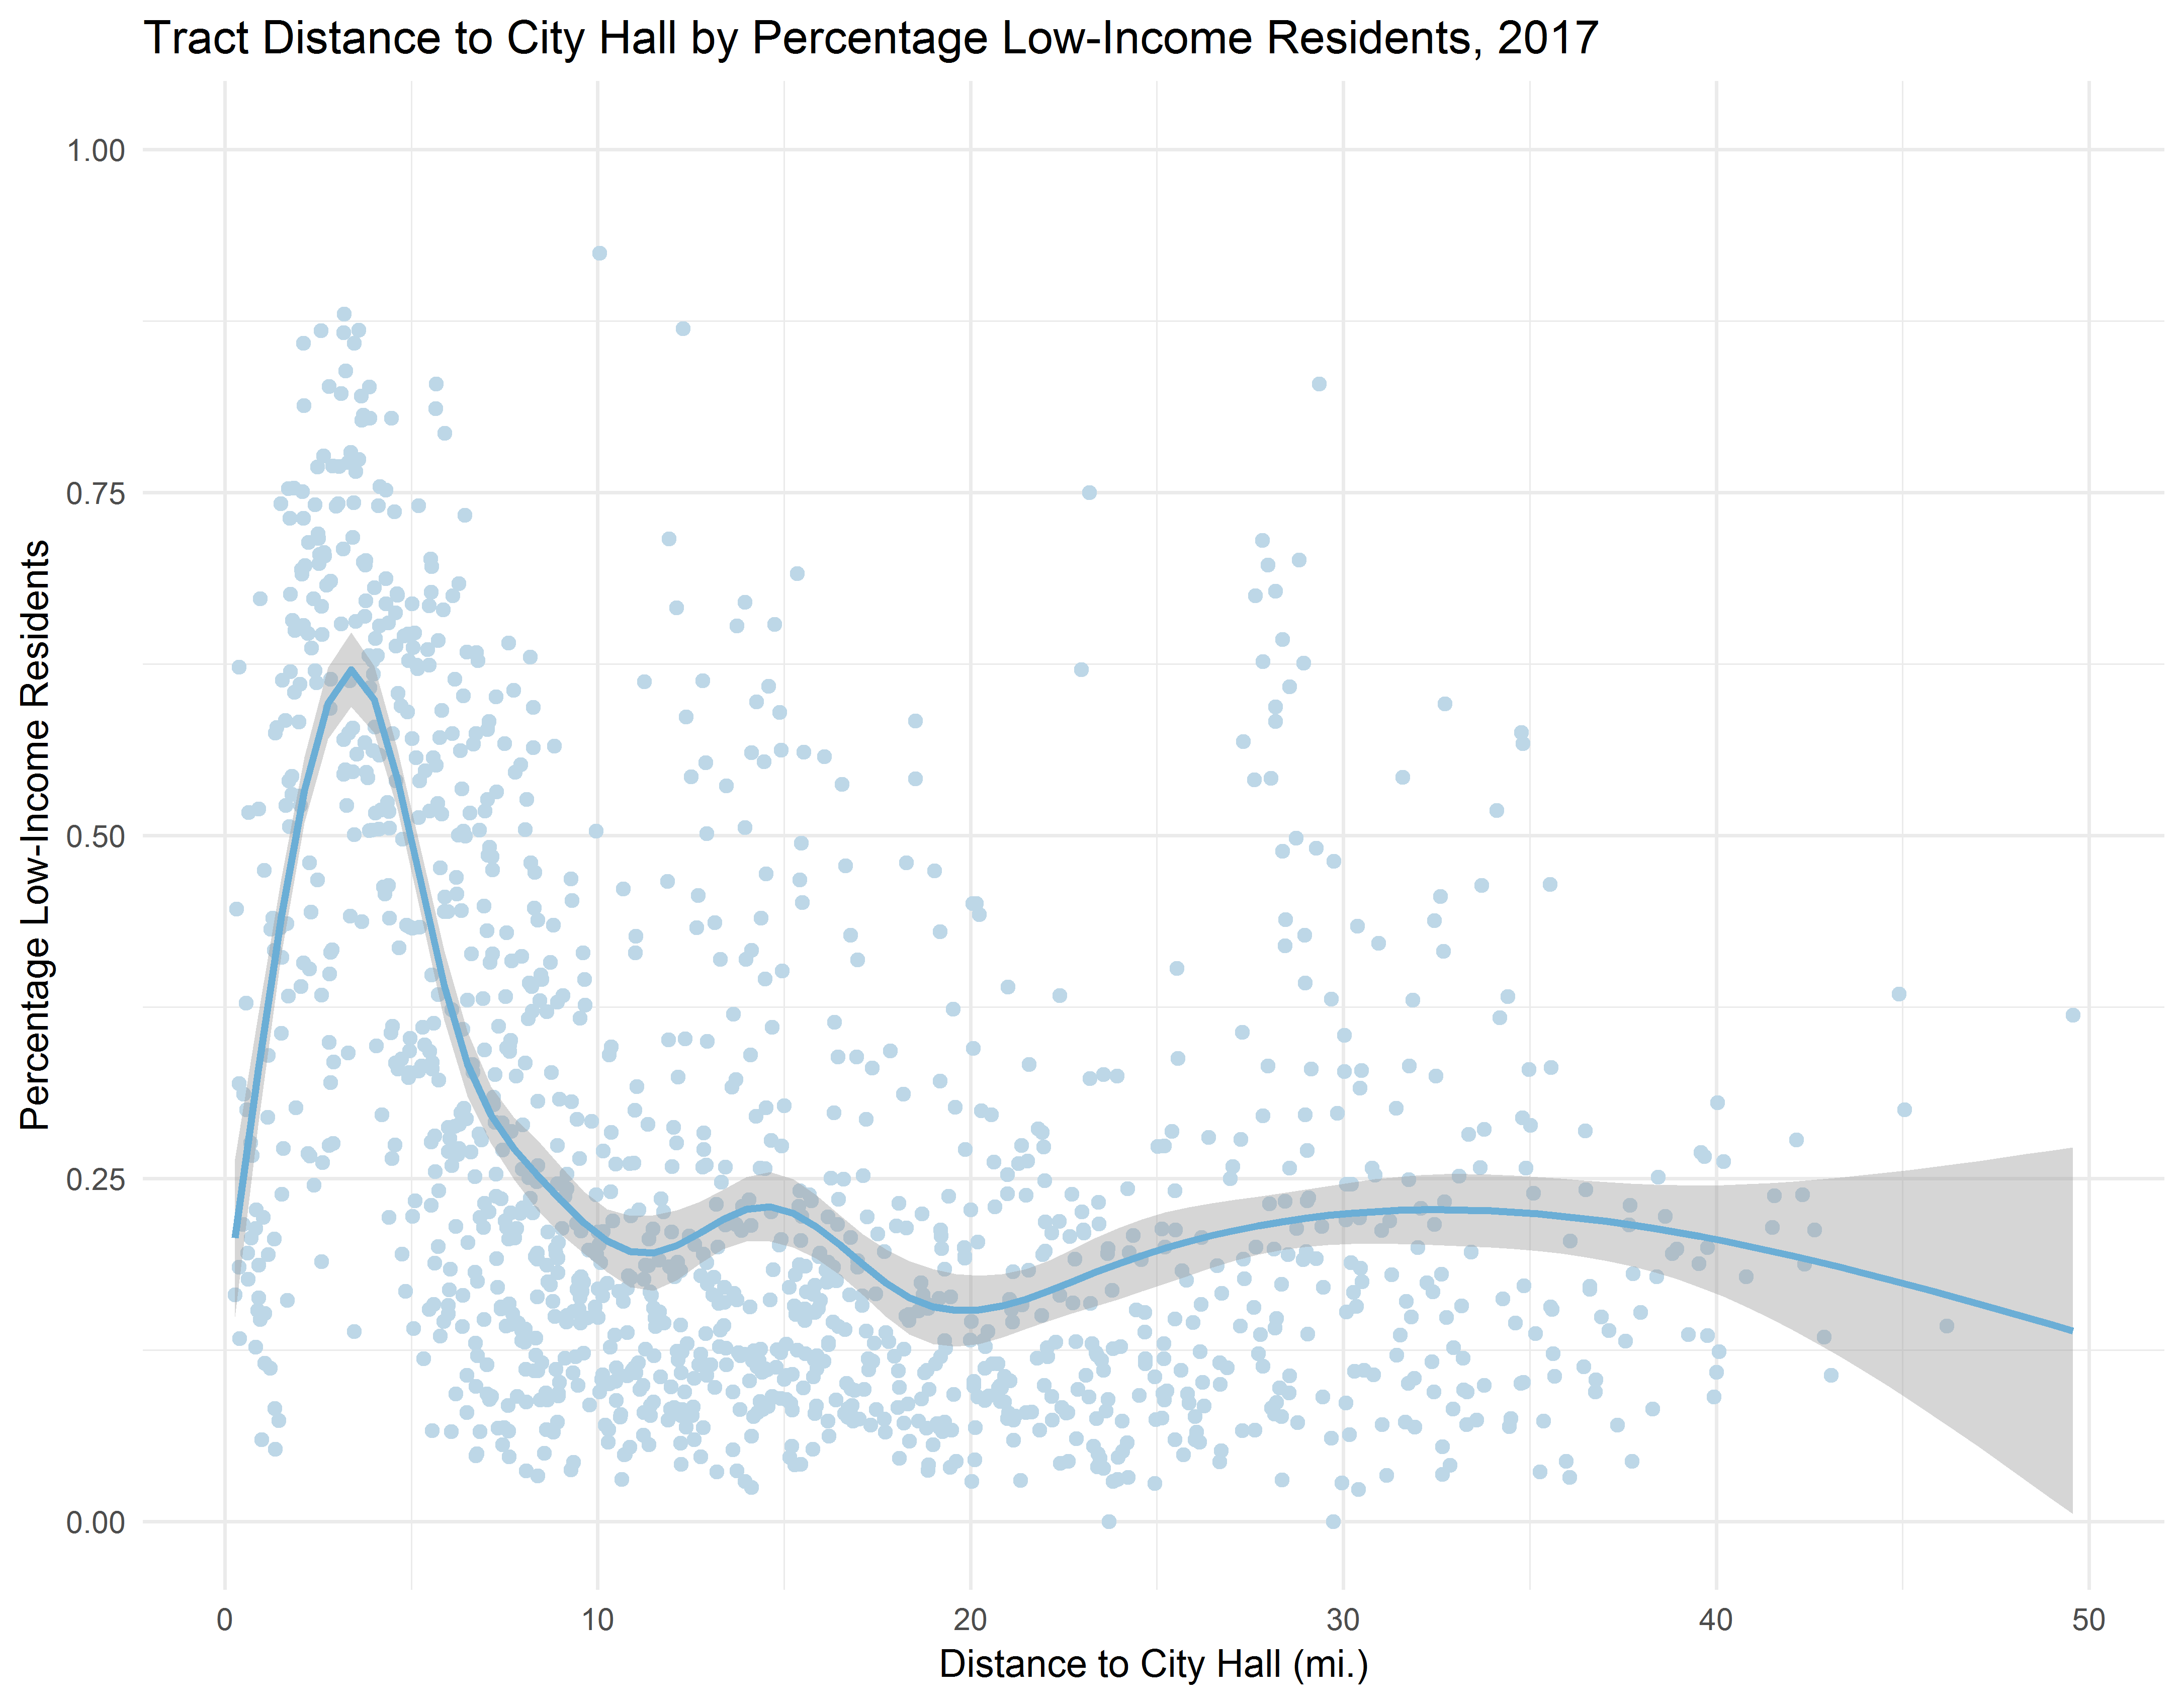 Tract Distance to City Hall by Percentage Low-Income Residents, 2017
Percentage Low-Income Residents
1.00
0.75
0.50
0.25
0.00
0 10 20 30 40 50
Distance to City Hall (mi.)